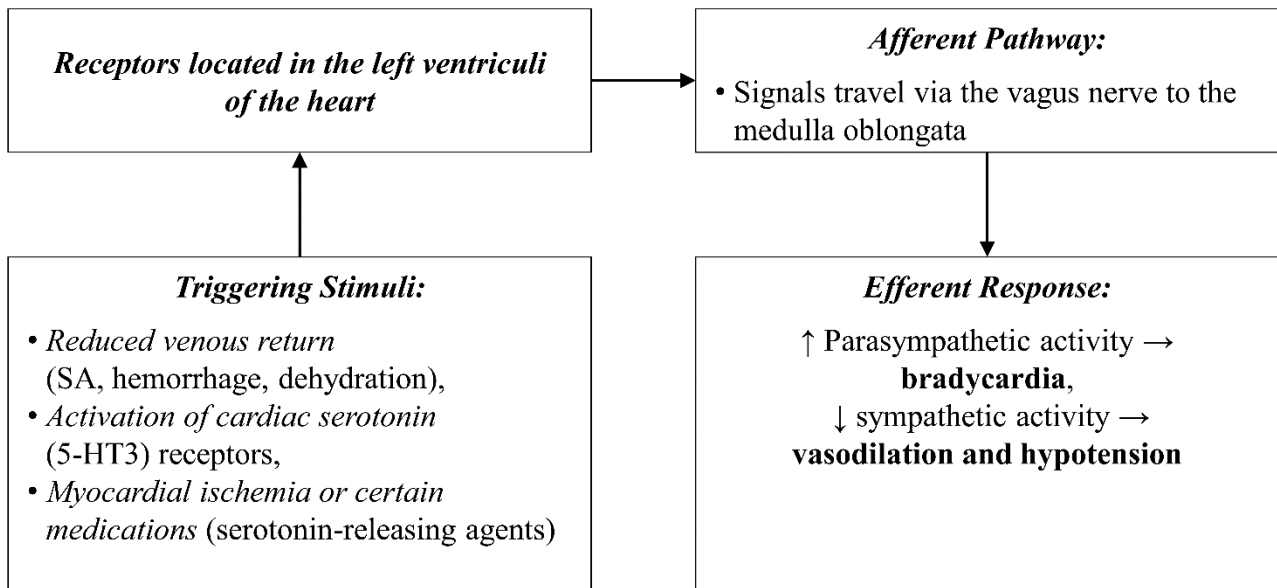 Receptors located in the left ventriculi
of the heart
Afferent Pathway:
• Signals travel via the vagus nerve to the
medulla oblongata
Triggering Stimuli:
• Reduced venous return
(SA, hemorrhage, dehydration),
• Activation of cardiac serotonin
(5-HT3) receptors,
• Myocardial ischemia or certain
medications (serotonin-releasing agents)
Efferent Response:
↑ Parasympathetic activity →
bradycardia,
↓ sympathetic activity →
vasodilation and hypotension